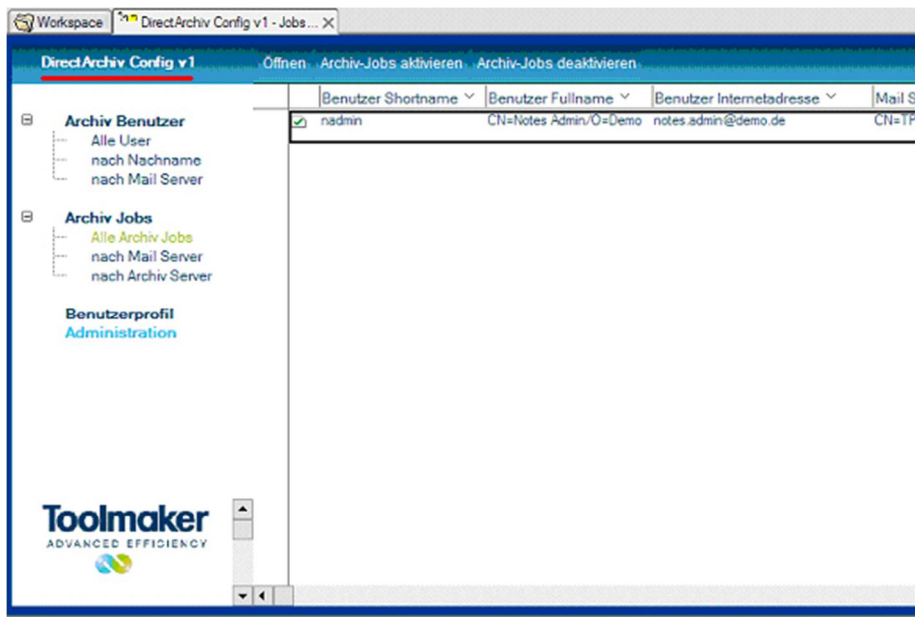 Workspace DirectArchiv Config v1 - Jobs...
DirectArchiv Config v1 Öffnen Archiv-Jobs aktivieren Archiv-Jobs deaktivieren
Benutzer Shortname Benutzer Fullname Benutzer Internetadresse Mail S
nadmin CN=Notes Admin/O=Demo notes.admin@demo.de CN=TP
Archiv Benutzer
Alle User
nach Nachname
nach Mail Server
Archiv Jobs
Alle Archiv Jobs
nach Mail Server
nach Archiv Server
Benutzerprofil
Administration
Toolmaker
ADVANCED EFFICIENCY